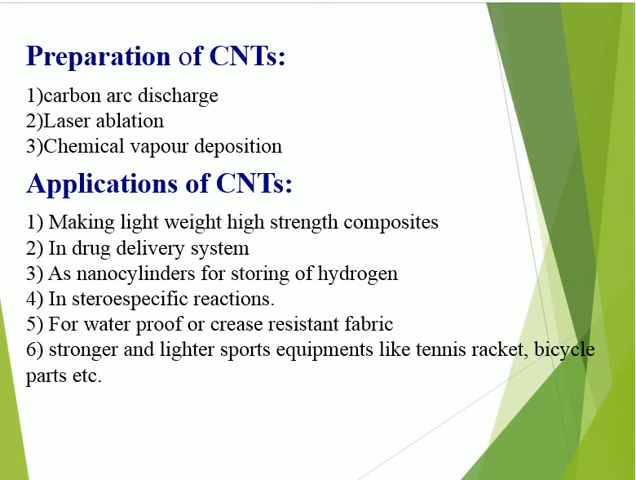 Preparation of CNTs:
1)carbon arc discharge
2)Laser ablation
3)Chemical vapour deposition
Applications of CNTs:
1) Making light weight high strength composites
2) In drug delivery system
3) As nanocylinders for storing of hydrogen
4) In steroespecific reactions.
5) For water proof or crease resistant fabric
6) stronger and lighter sports equipments like tennis racket, bicycle
parts etc.